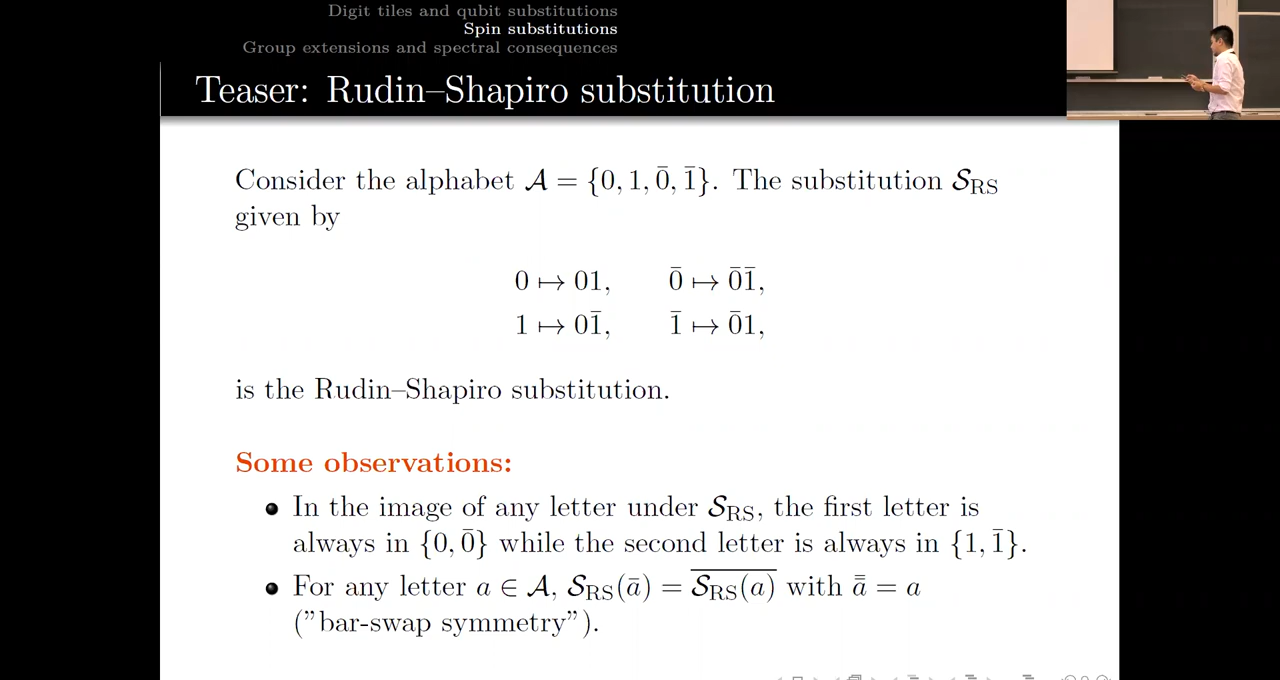 Digit tiles and qubit substitutions
Spin substitutions
Group extensions and spectral consequences
Teaser: Rudin–Shapiro substitution
Consider the alphabet 𝒜 = {0, 1, 0̄, 1̄}. The substitution 𝒮RS
given by
0 ↦ 01, 0̄ ↦ 0̄1̄,
1 ↦ 01̄, 1̄ ↦ 0̄1,
is the Rudin–Shapiro substitution.
Some observations:
• In the image of any letter under 𝒮RS, the first letter is
always in {0, 0̄} while the second letter is always in {1, 1̄}.
• For any letter a ∈ 𝒜, 𝒮RS(ā) = \overline{𝒮RS(a)} with a̿ = a
(”bar-swap symmetry”).